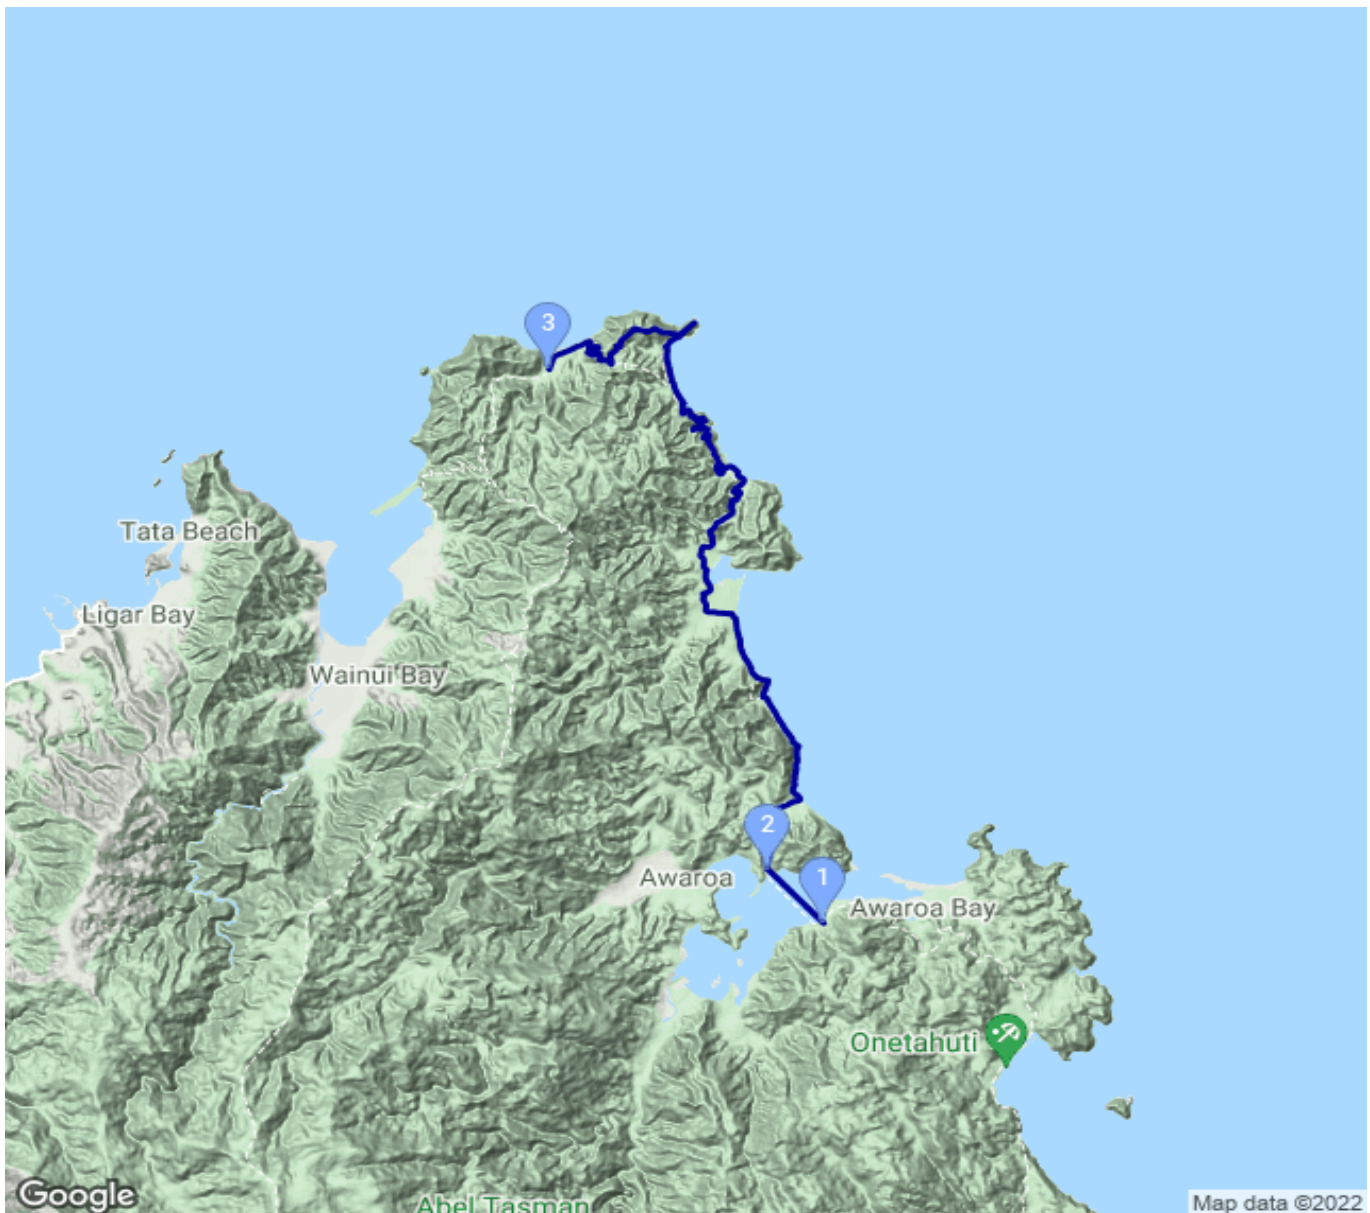 3
Tata Beach
Ligar Bay
Wainui Bay
2
Awaroa
1
Awaroa Bay
Onetahuti
Abel Tasman
Google
Map data ©2022